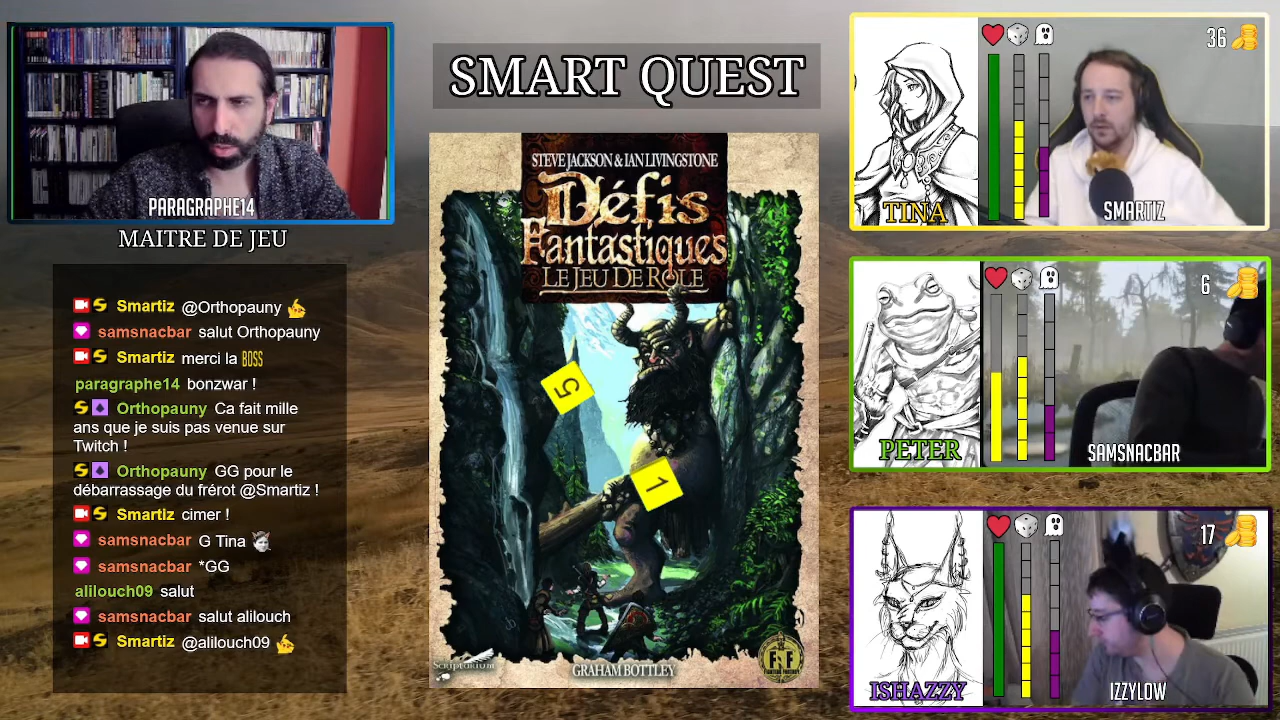 PARAGRAPHE14
MAITRE DE JEU
Smartiz @Orthopauny
samsnacbar salut Orthopauny
Smartiz merci la BOSS
paragraphe14 bonzwar !
Orthopauny Ca fait mille
ans que je suis pas venue sur
Twitch !
Orthopauny GG pour le
débarrassage du frérot @Smartiz !
Smartiz cimer !
samsnacbar G Tina
samsnacbar *GG
alilouch09 salut
samsnacbar salut alilouch
Smartiz @alilouch09
SMART QUEST
STEVE JACKSON & IAN LIVINGSTONE
Défis
Fantastiques
LE JEU DE RÔLE
5
1
Scriptarium
GRAHAM BOTTLEY
FF
36
TINA
SMARTIZ
6
PETER
SAMSNACBAR
17
ISHAZZY
IZZYLOW